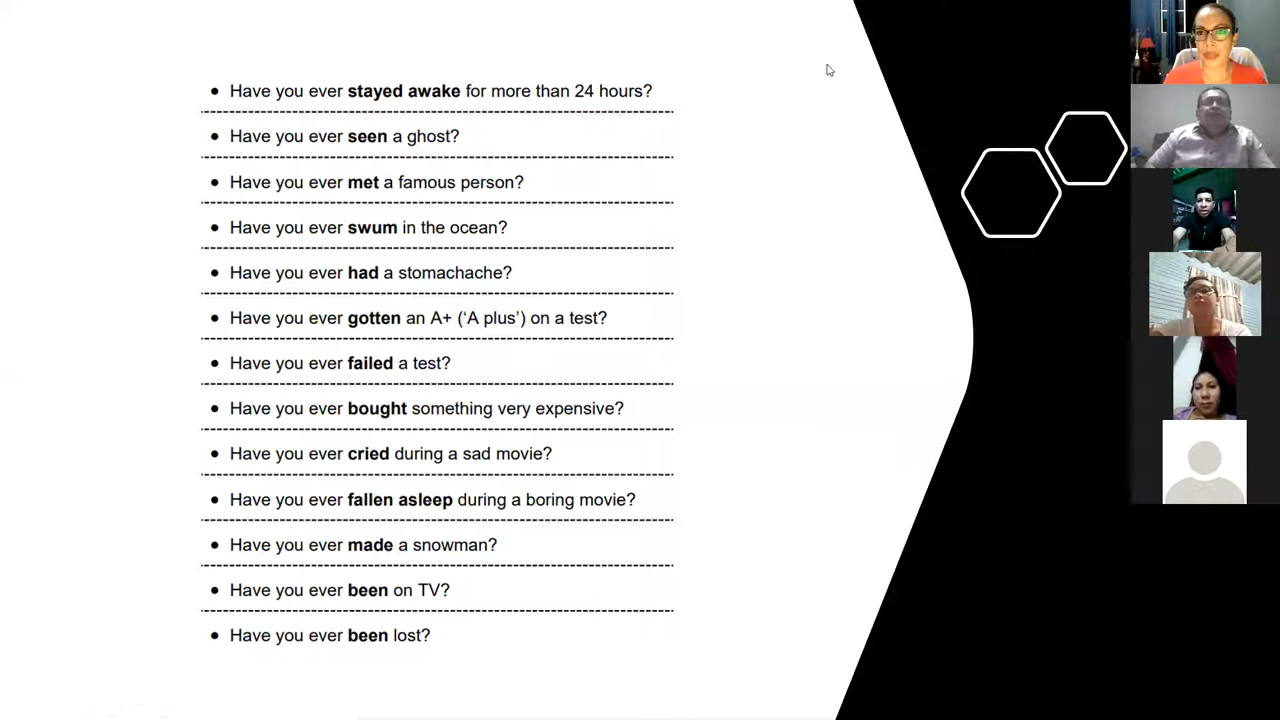 • Have you ever stayed awake for more than 24 hours?
• Have you ever seen a ghost?
• Have you ever met a famous person?
• Have you ever swum in the ocean?
• Have you ever had a stomachache?
• Have you ever gotten an A+ (‘A plus’) on a test?
• Have you ever failed a test?
• Have you ever bought something very expensive?
• Have you ever cried during a sad movie?
• Have you ever fallen asleep during a boring movie?
• Have you ever made a snowman?
• Have you ever been on TV?
• Have you ever been lost?